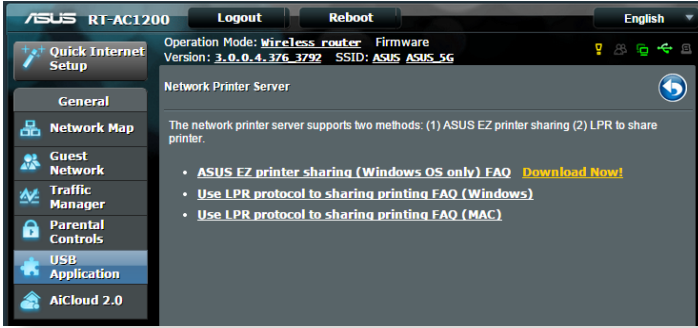 ASUS RT-AC1200 Logout Reboot English
Quick Internet Setup
General
Network Map
Guest Network
Traffic Manager
Parental Controls
USB Application
AiCloud 2.0
Operation Mode: Wireless router Firmware
Version: 3.0.0.4.376_3792 SSID: ASUS ASUS_5G
Network Printer Server
The network printer server supports two methods: (1) ASUS EZ printer sharing (2) LPR to share
printer.
• ASUS EZ printer sharing (Windows OS only) FAQ Download Now!
• Use LPR protocol to sharing printing FAQ (Windows)
• Use LPR protocol to sharing printing FAQ (MAC)